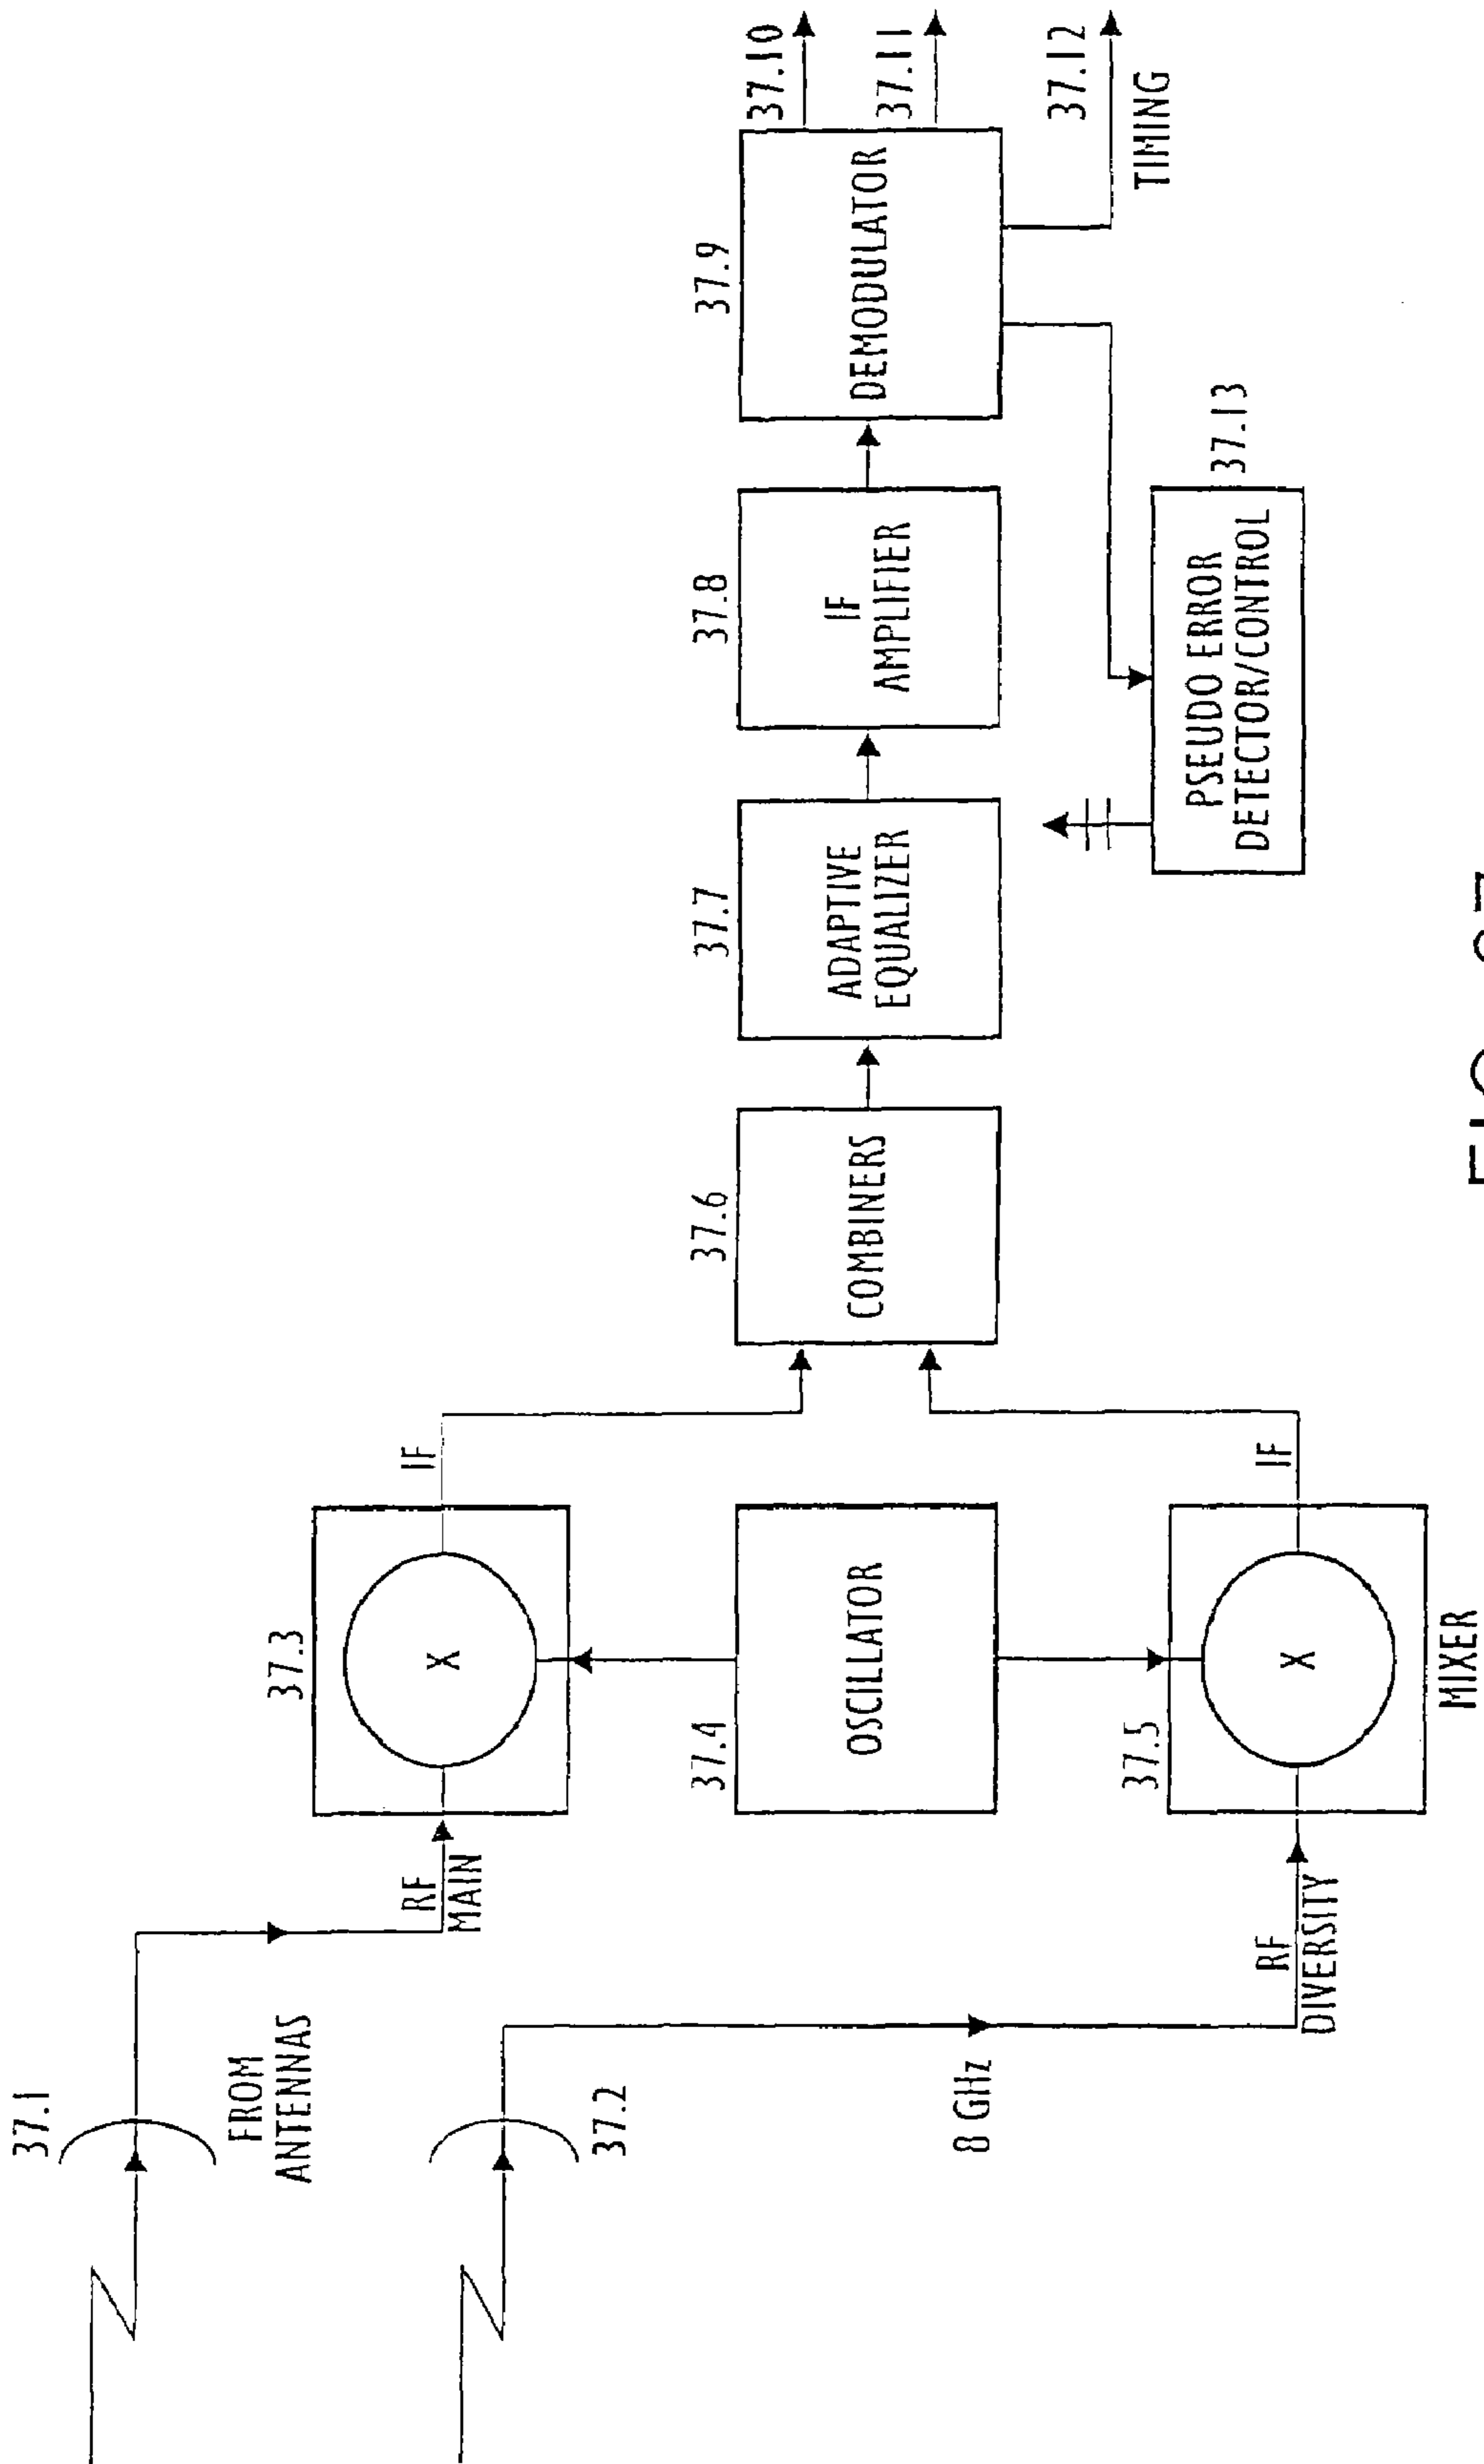 37.1
FROM
ANTENNAS
37.2
8 GHz
RF
MAIN
RF
DIVERSITY
37.3
X
37.4
OSCILLATOR
37.5
X
MIXER
IF
IF
37.6
COMBINERS
37.7
ADAPTIVE
EQUALIZER
37.8
IF
AMPLIFIER
37.9
DEMODULATOR
37.10
37.11
37.12
TIMING
PSEUDO ERROR
DETECTOR/CONTROL
37.13